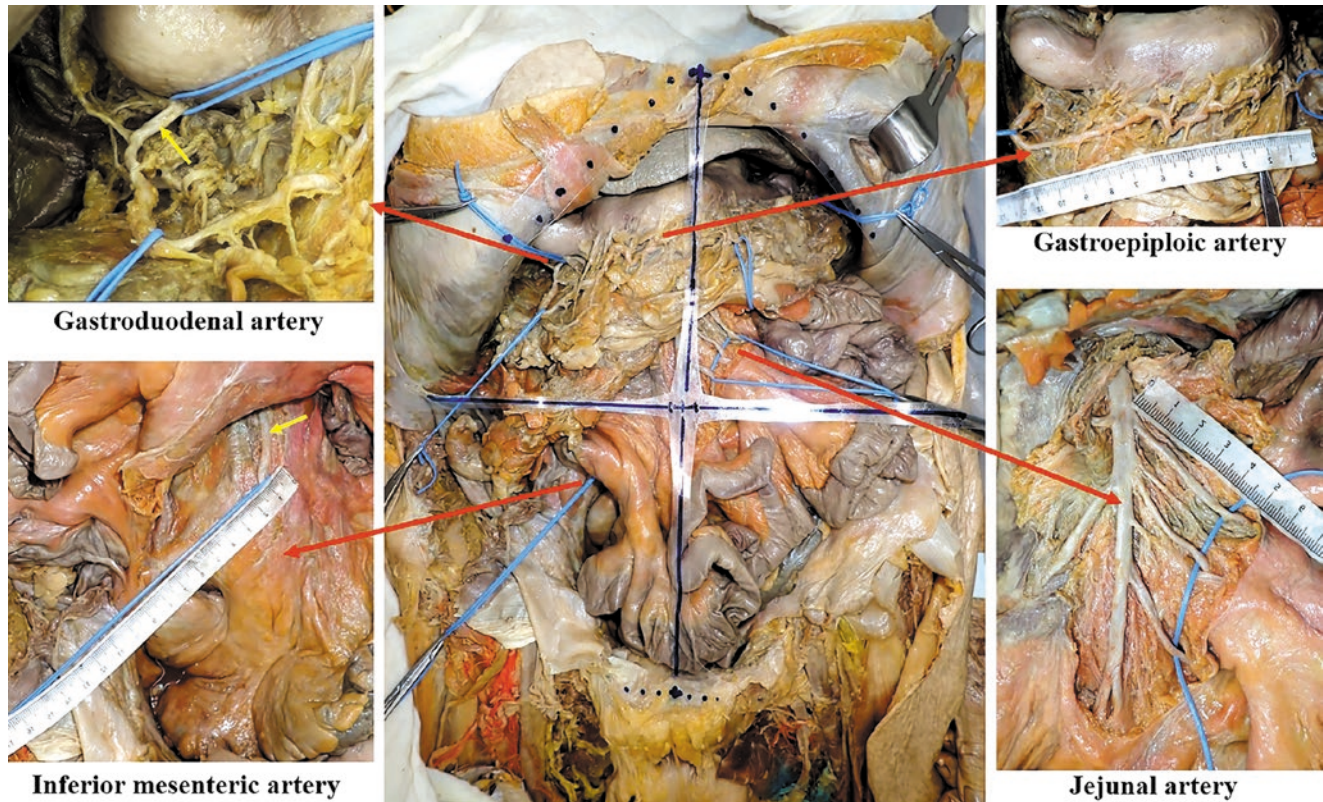 Gastroduodenal artery
Gastroepiploic artery
Inferior mesenteric artery
Jejunal artery